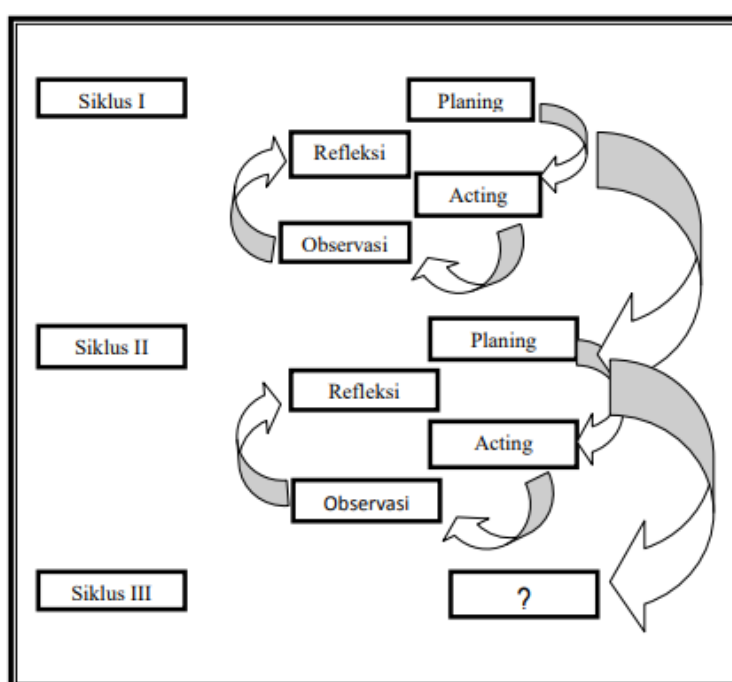 Siklus I
Planing
Refleksi
Acting
Observasi
Siklus II
Planing
Refleksi
Acting
Observasi
Siklus III
?